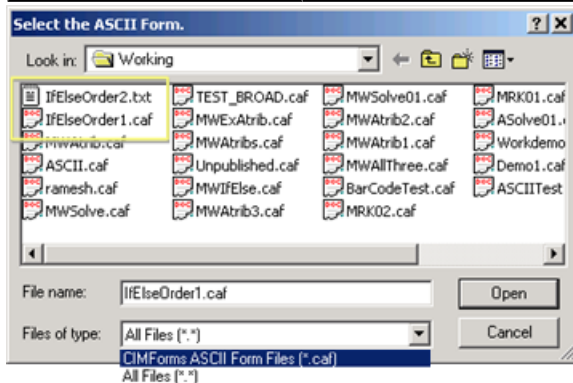 Select the ASCII Form.
Look in: Working
IfElseOrder2.txt TEST_BROAD.caf MWSolve01.caf MRK01.caf
IfElseOrder1.caf MWExAtrib.caf MWAtrib2.caf ASolve01.
MWAtrib.caf MWAtribs.caf MWAtrib1.caf Workdemo
ASCII.caf Unpublished.caf MWAllThree.caf Demo1.caf
ramesh.caf MWIfElse.caf BarCodeTest.caf ASCIITest
MWSolve.caf MWAtrib3.caf MRK02.caf
File name: IfElseOrder1.caf Open
Files of type: All Files (*.*) Cancel
CIMForms ASCII Form Files (*.caf)
All Files (*.*)